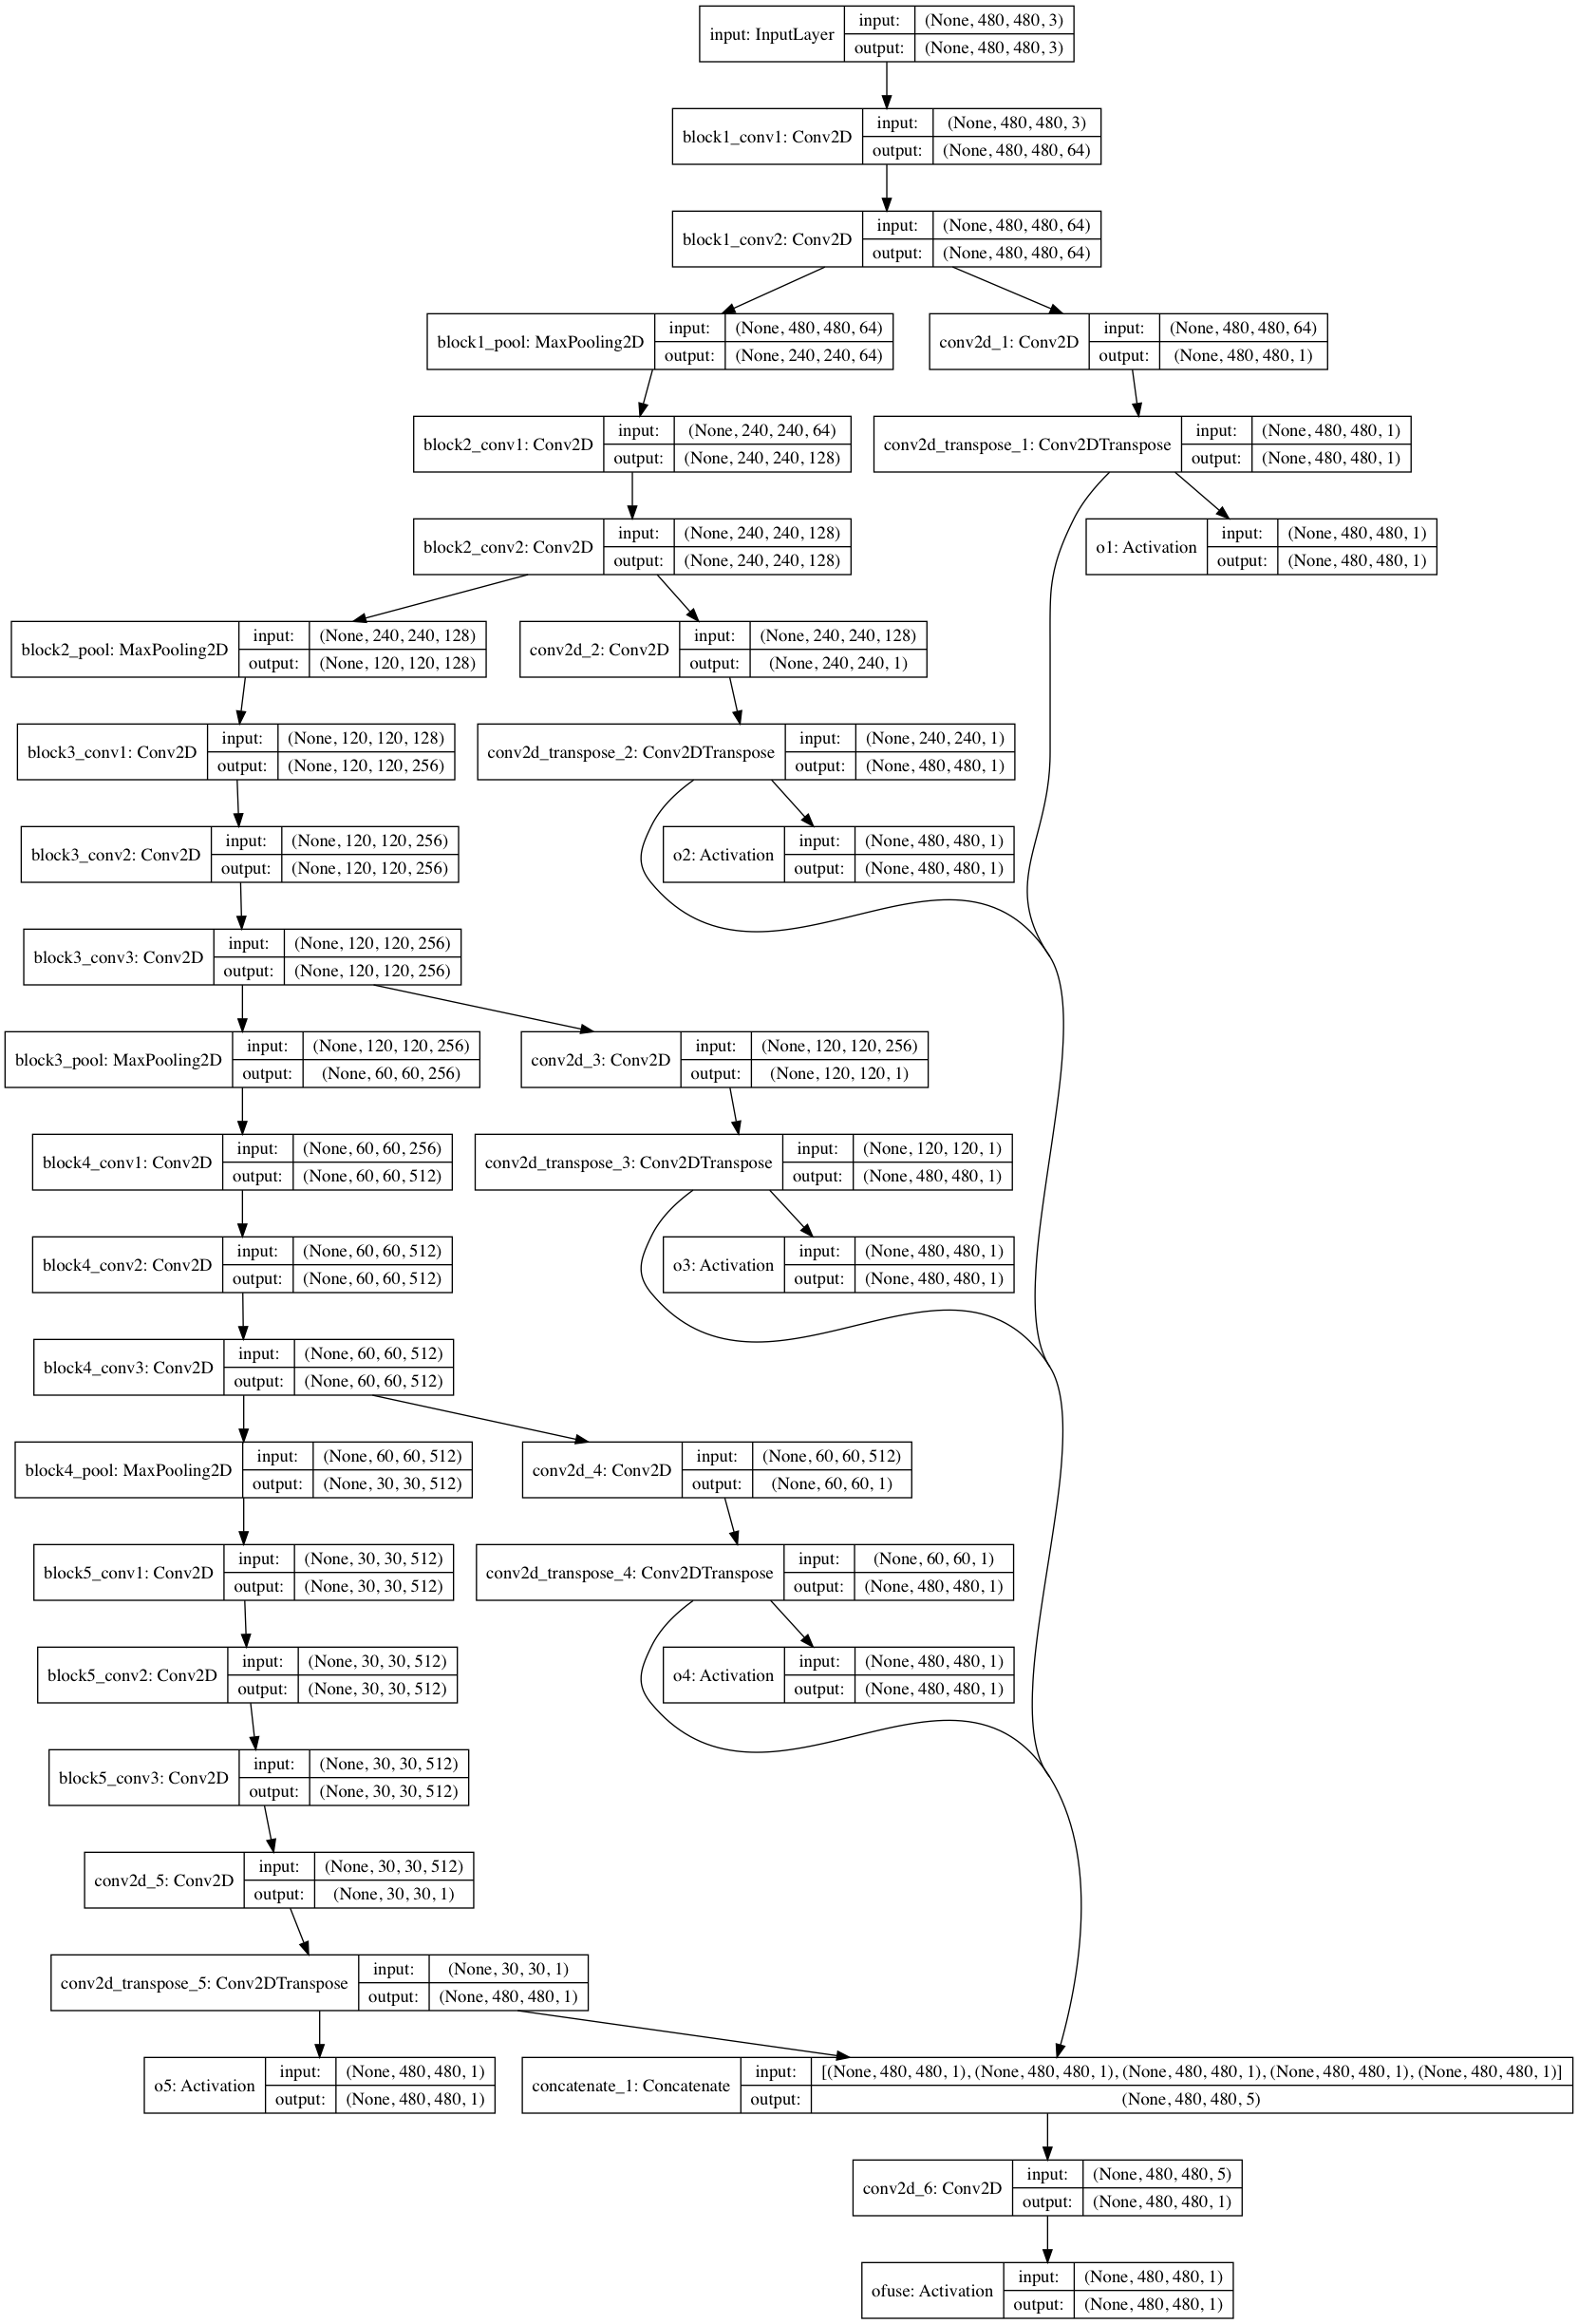 input: InputLayer
input: (None, 480, 480, 3)
output: (None, 480, 480, 3)
block1_conv1: Conv2D
input: (None, 480, 480, 3)
output: (None, 480, 480, 64)
block1_conv2: Conv2D
input: (None, 480, 480, 64)
output: (None, 480, 480, 64)
block1_pool: MaxPooling2D
input: (None, 480, 480, 64)
output: (None, 240, 240, 64)
conv2d_1: Conv2D
input: (None, 480, 480, 64)
output: (None, 480, 480, 1)
block2_conv1: Conv2D
input: (None, 240, 240, 64)
output: (None, 240, 240, 128)
conv2d_transpose_1: Conv2DTranspose
input: (None, 480, 480, 1)
output: (None, 480, 480, 1)
block2_conv2: Conv2D
input: (None, 240, 240, 128)
output: (None, 240, 240, 128)
o1: Activation
input: (None, 480, 480, 1)
output: (None, 480, 480, 1)
block2_pool: MaxPooling2D
input: (None, 240, 240, 128)
output: (None, 120, 120, 128)
conv2d_2: Conv2D
input: (None, 240, 240, 128)
output: (None, 240, 240, 1)
block3_conv1: Conv2D
input: (None, 120, 120, 128)
output: (None, 120, 120, 256)
conv2d_transpose_2: Conv2DTranspose
input: (None, 240, 240, 1)
output: (None, 480, 480, 1)
block3_conv2: Conv2D
input: (None, 120, 120, 256)
output: (None, 120, 120, 256)
o2: Activation
input: (None, 480, 480, 1)
output: (None, 480, 480, 1)
block3_conv3: Conv2D
input: (None, 120, 120, 256)
output: (None, 120, 120, 256)
block3_pool: MaxPooling2D
input: (None, 120, 120, 256)
output: (None, 60, 60, 256)
conv2d_3: Conv2D
input: (None, 120, 120, 256)
output: (None, 120, 120, 1)
block4_conv1: Conv2D
input: (None, 60, 60, 256)
output: (None, 60, 60, 512)
conv2d_transpose_3: Conv2DTranspose
input: (None, 120, 120, 1)
output: (None, 480, 480, 1)
block4_conv2: Conv2D
input: (None, 60, 60, 512)
output: (None, 60, 60, 512)
o3: Activation
input: (None, 480, 480, 1)
output: (None, 480, 480, 1)
block4_conv3: Conv2D
input: (None, 60, 60, 512)
output: (None, 60, 60, 512)
block4_pool: MaxPooling2D
input: (None, 60, 60, 512)
output: (None, 30, 30, 512)
conv2d_4: Conv2D
input: (None, 60, 60, 512)
output: (None, 60, 60, 1)
block5_conv1: Conv2D
input: (None, 30, 30, 512)
output: (None, 30, 30, 512)
conv2d_transpose_4: Conv2DTranspose
input: (None, 60, 60, 1)
output: (None, 480, 480, 1)
block5_conv2: Conv2D
input: (None, 30, 30, 512)
output: (None, 30, 30, 512)
o4: Activation
input: (None, 480, 480, 1)
output: (None, 480, 480, 1)
block5_conv3: Conv2D
input: (None, 30, 30, 512)
output: (None, 30, 30, 512)
conv2d_5: Conv2D
input: (None, 30, 30, 512)
output: (None, 30, 30, 1)
conv2d_transpose_5: Conv2DTranspose
input: (None, 30, 30, 1)
output: (None, 480, 480, 1)
o5: Activation
input: (None, 480, 480, 1)
output: (None, 480, 480, 1)
concatenate_1: Concatenate
input: [(None, 480, 480, 1), (None, 480, 480, 1), (None, 480, 480, 1), (None, 480, 480, 1), (None, 480, 480, 1)]
output: (None, 480, 480, 5)
conv2d_6: Conv2D
input: (None, 480, 480, 5)
output: (None, 480, 480, 1)
ofuse: Activation
input: (None, 480, 480, 1)
output: (None, 480, 480, 1)